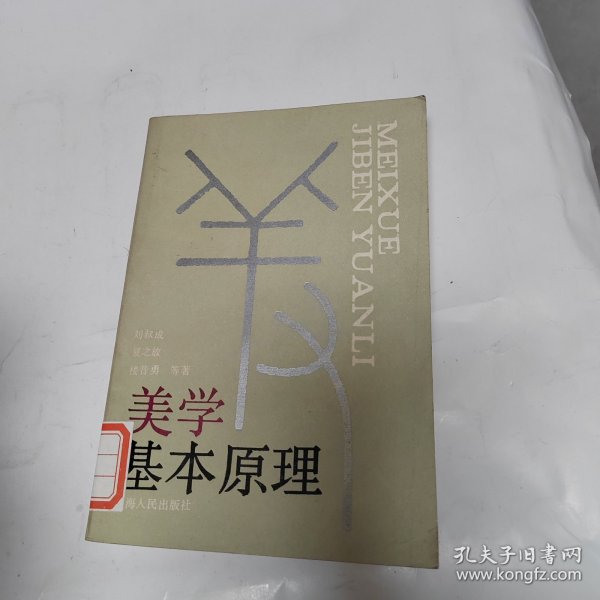 MEIXUE
JIBEN YUANLI
刘叔成
夏之放
楼昔勇 等著
美学
基本原理
海人民出版社
孔夫子旧书网
www.kongfz.com